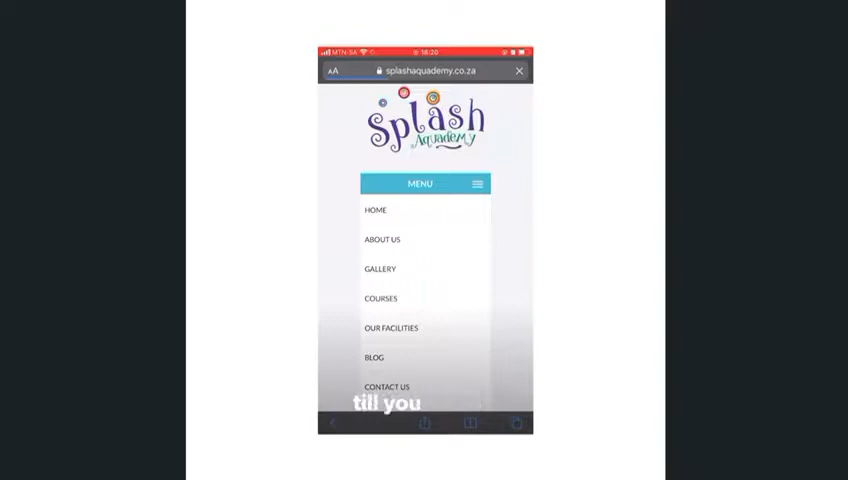 MTN-SA 16:20
AA splashaquademy.co.za
Splash
Aquademy
MENU
HOME
ABOUT US
GALLERY
COURSES
OUR FACILITIES
BLOG
CONTACT US
till you